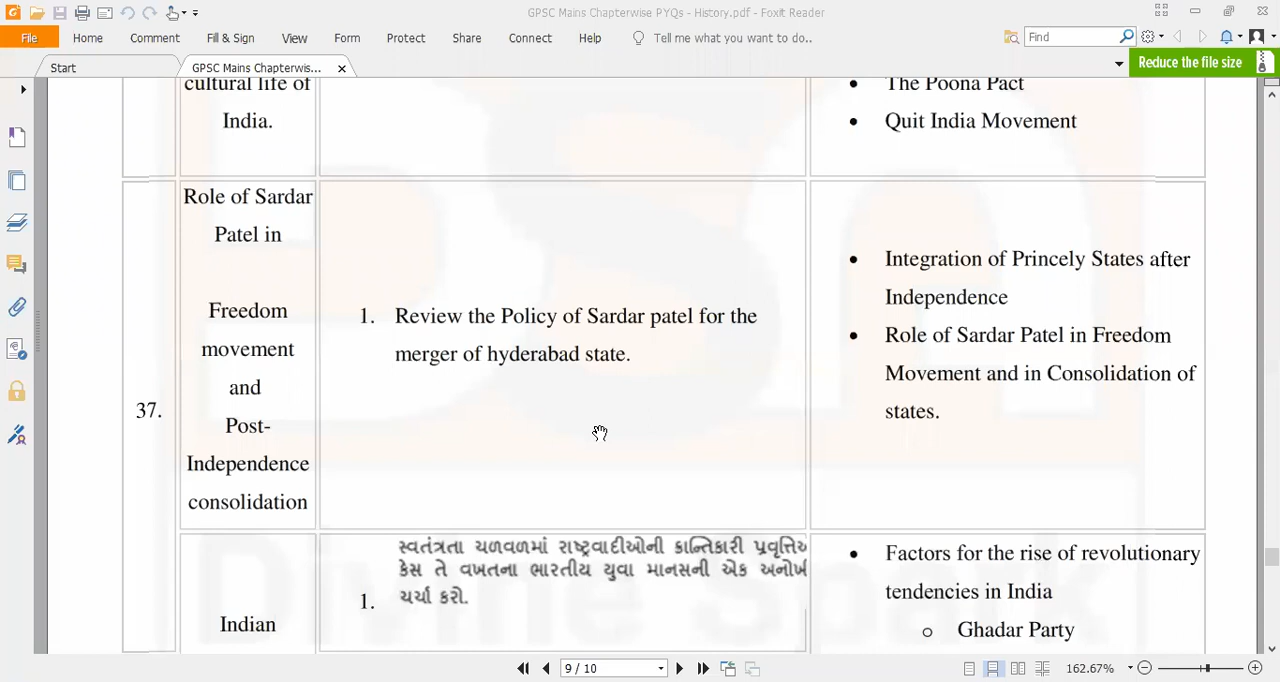 GPSC Mains Chapterwise PYQs - History.pdf - Foxit Reader
File Home Comment Fill & Sign View Form Protect Share Connect Help Tell me what you want to do.. Find
Start GPSC Mains Chapterwis... Reduce the file size
cultural life of
India.
• The Poona Pact
• Quit India Movement
37.
Role of Sardar
Patel in
Freedom
movement
and
Post-
Independence
consolidation
1. Review the Policy of Sardar patel for the
merger of hyderabad state.
• Integration of Princely States after
Independence
• Role of Sardar Patel in Freedom
Movement and in Consolidation of
states.
Indian
1.
સ્વતંત્રતા ચળવળમાં રાષ્ટ્રવાદીઓની ક્રાન્તિકારી
કેસ તે વખતના ભારતીય યુવા માનસની એક
ચર્ચા કરો.
• Factors for the rise of revolutionary
tendencies in India
o Ghadar Party
Divine Spark
9 / 10
162.67%